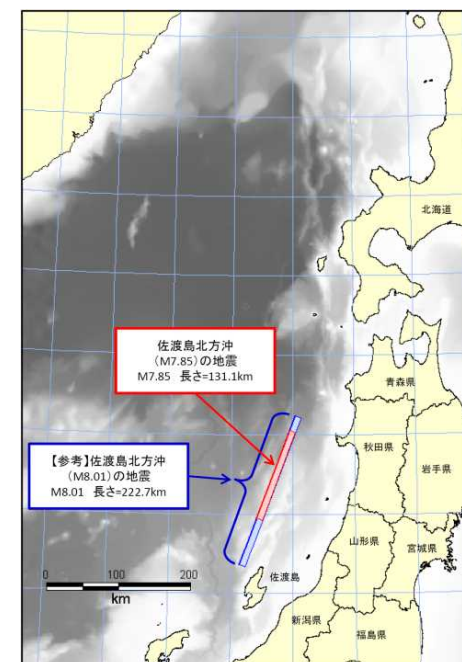 北海道
佐渡島北方沖
（M7.85）の地震
M7.85　長さ=131.1km
青森県
秋田県
岩手県
【参考】佐渡島北方沖
（M8.01）の地震
M8.01　長さ=222.7km
山形県
宮城県
佐渡島
0 100 200
km
新潟県
福島県